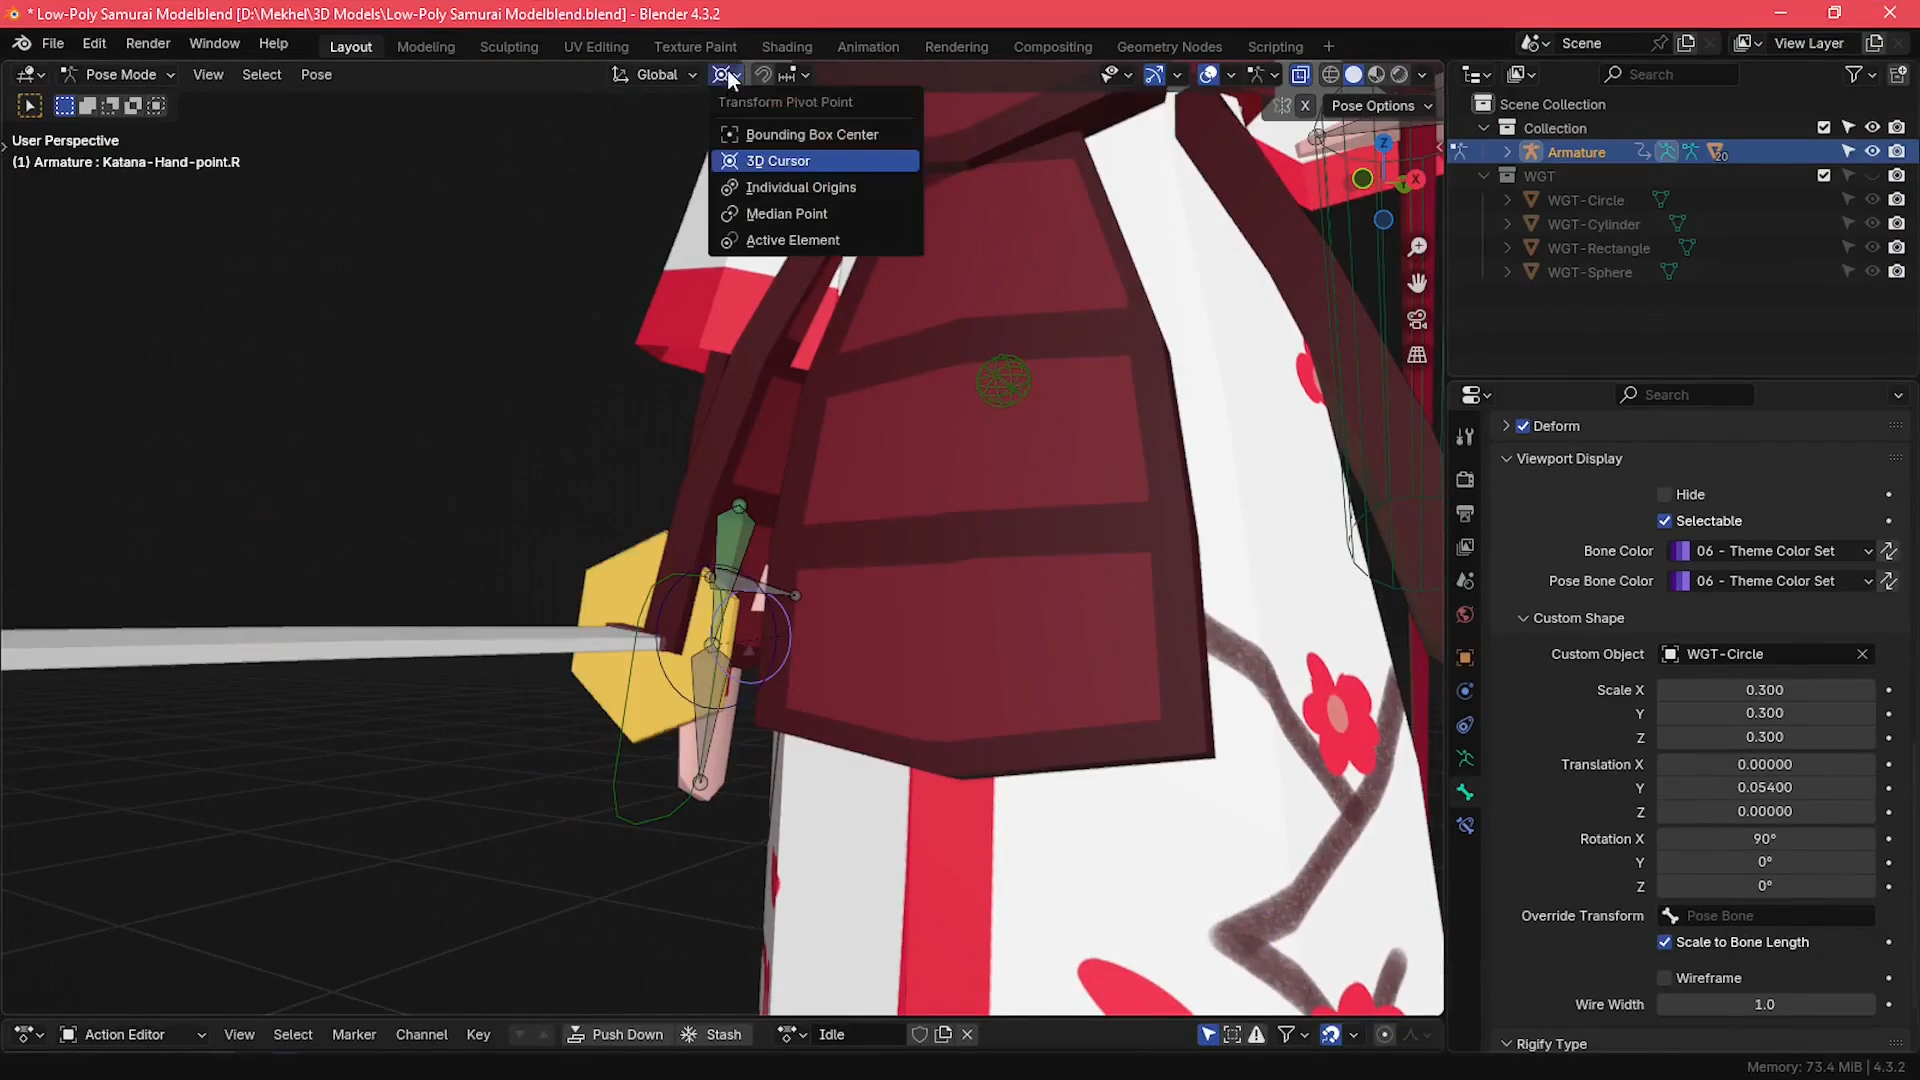 * Low-Poly Samurai Modelblend [D:\Mekhel\3D Models\Low-Poly Samurai Modelblend.blend] - Blender 4.3.2
File Edit Render Window Help Layout Modeling Sculpting UV Editing Texture Paint Shading Animation Rendering Compositing Geometry Nodes Scripting + Scene View Layer
Pose Mode View Select Pose Global Search
X Pose Options
Transform Pivot Point
Bounding Box Center
3D Cursor
Individual Origins
Median Point
Active Element
User Perspective
(1) Armature : Katana-Hand-point.R
Z
X
Y
Scene Collection
Collection
Armature 20
WGT
WGT-Circle
WGT-Cylinder
WGT-Rectangle
WGT-Sphere
Search
Deform
Viewport Display
Hide
Selectable
Bone Color 06 - Theme Color Set
Pose Bone Color 06 - Theme Color Set
Custom Shape
Custom Object WGT-Circle
Scale X 0.300
Y 0.300
Z 0.300
Translation X 0.00000
Y 0.05400
Z 0.00000
Rotation X 90°
Y 0°
Z 0°
Override Transform Pose Bone
Scale to Bone Length
Wireframe
Wire Width 1.0
Rigify Type
Action Editor View Select Marker Channel Key Push Down Stash Idle
Memory: 73.4 MiB | 4.3.2